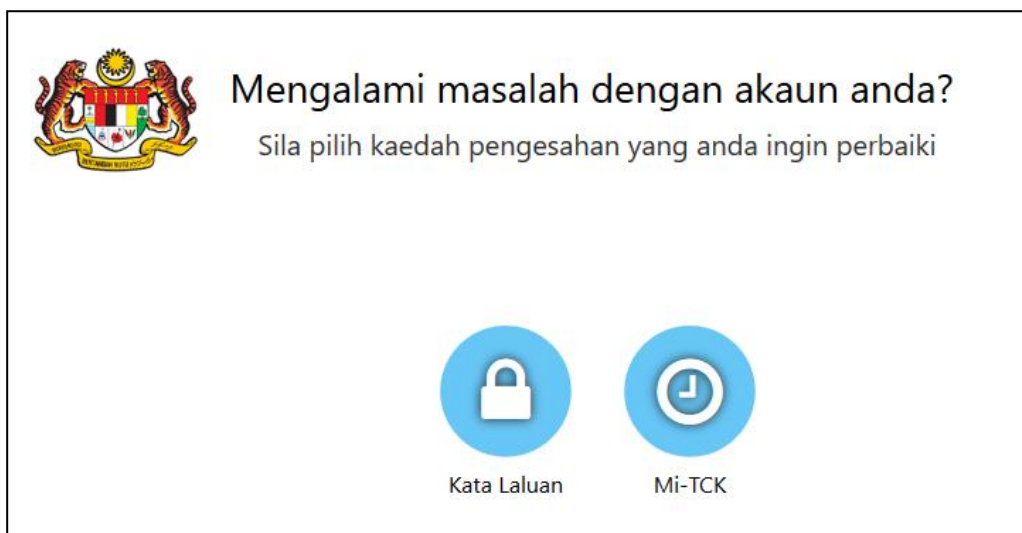 Mengalami masalah dengan akaun anda?
Sila pilih kaedah pengesahan yang anda ingin perbaiki
Kata Laluan
Mi-TCK